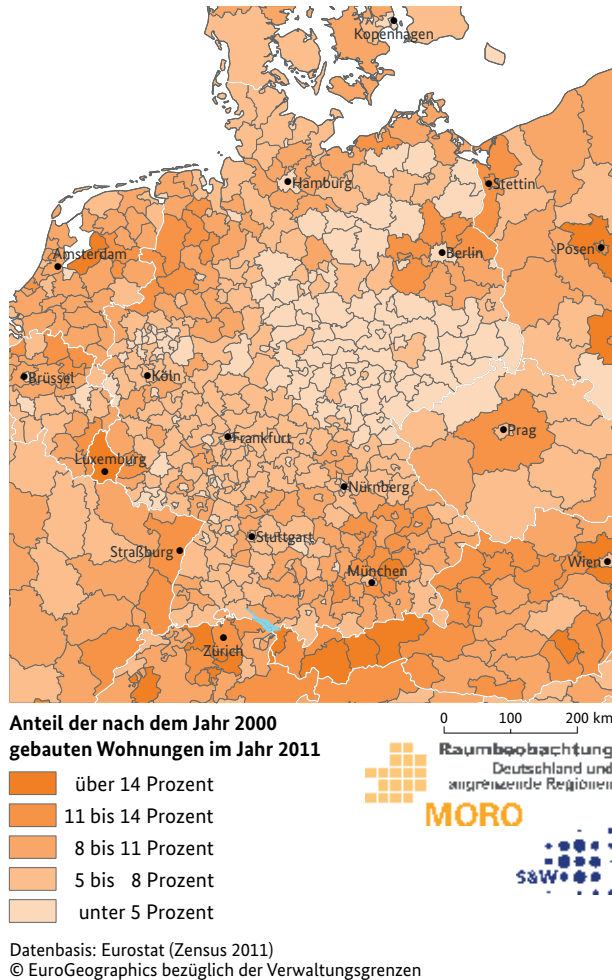 Kopenhagen
Hamburg
Stettin
Berlin
Posen
Amsterdam
Brüssel
Köln
Frankfurt
Prag
Luxemburg
Nürnberg
Stuttgart
Straßburg
Wien
München
Zürich
Anteil der nach dem Jahr 2000
gebauten Wohnungen im Jahr 2011
0 100 200 km
über 14 Prozent
11 bis 14 Prozent
8 bis 11 Prozent
5 bis 8 Prozent
unter 5 Prozent
Raumbeobachtung
Deutschland und
angrenzende Regionen
MORO
S&W
Datenbasis: Eurostat (Zensus 2011)
© EuroGeographics bezüglich der Verwaltungsgrenzen